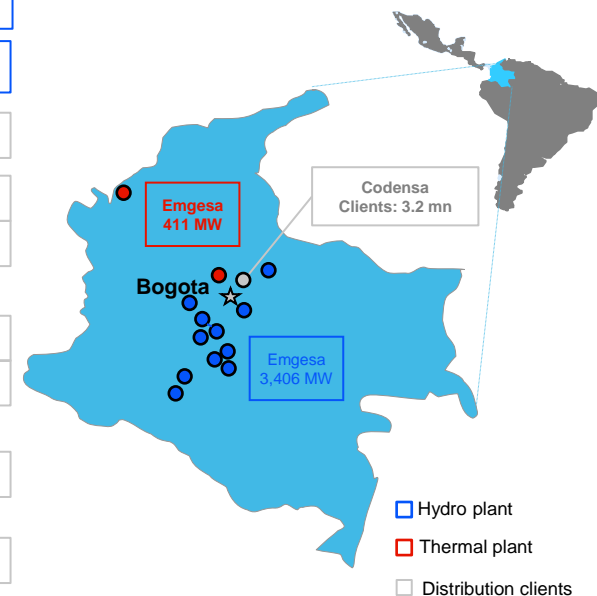 Codensa
Clients: 3.2 mn
Emgesa
411 MW
Bogota
Emgesa
3,406 MW
Hydro plant
Thermal plant
Distribution clients